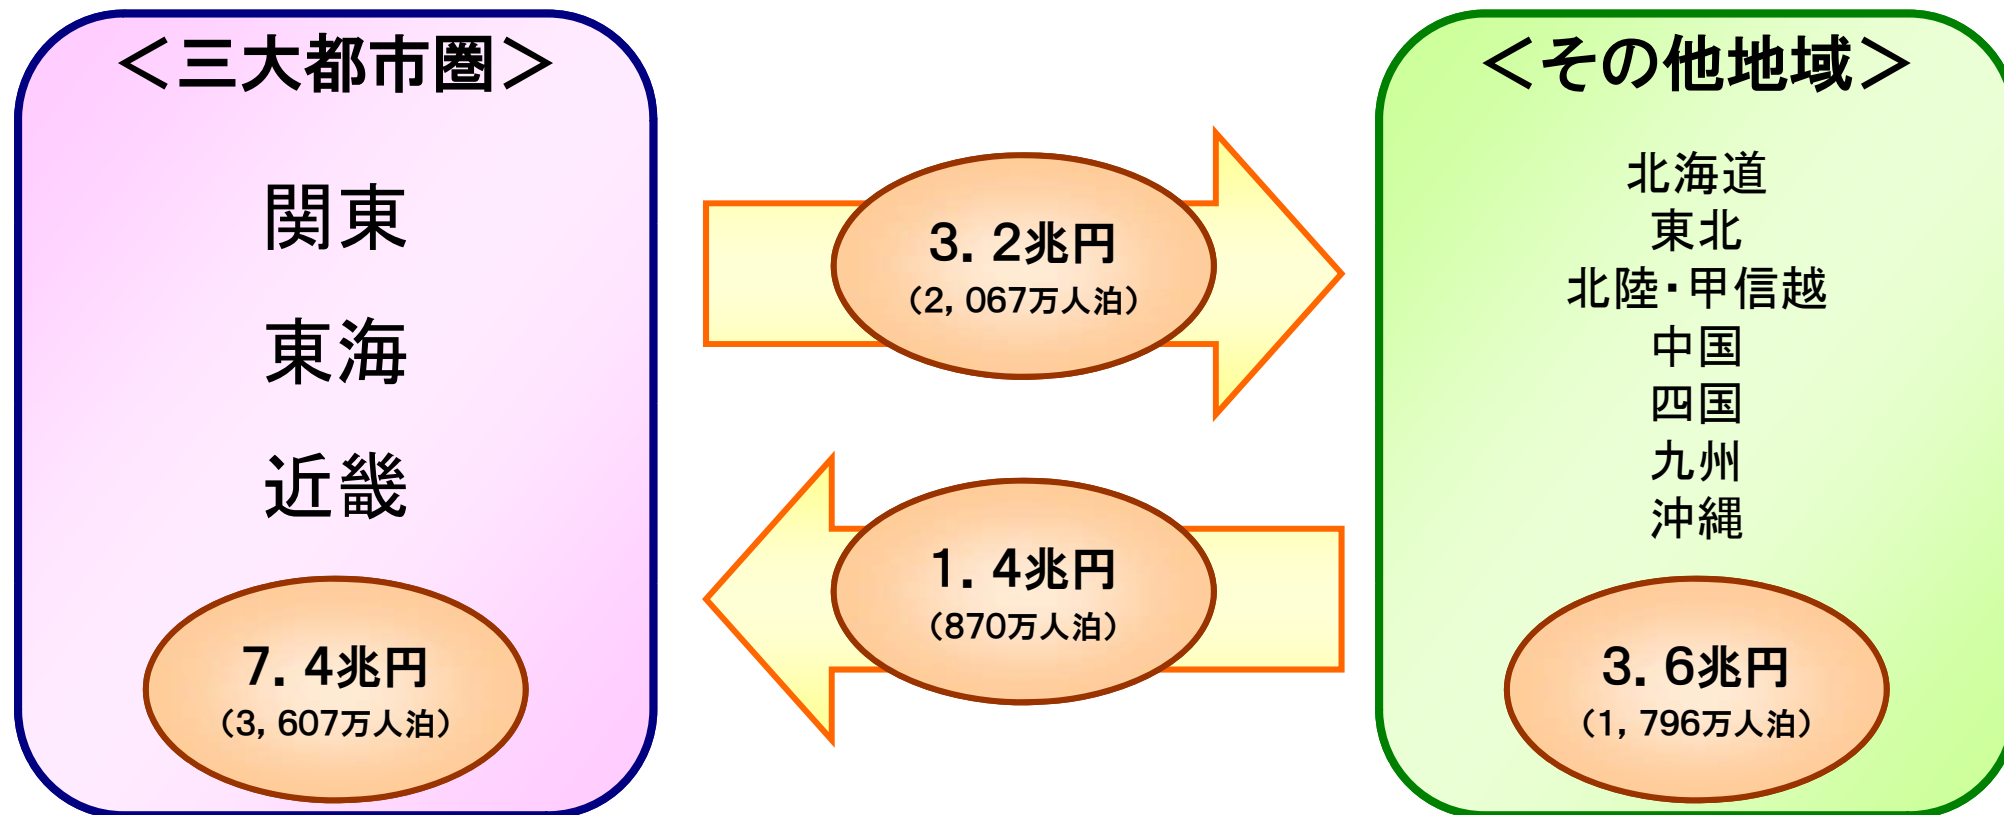 ＜三大都市圏＞
関東
東海
近畿
7．4兆円
（3，607万人泊）
3．2兆円
（2，067万人泊）
1．4兆円
（870万人泊）
＜その他地域＞
北海道
東北
北陸・甲信越
中国
四国
九州
沖縄
3．6兆円
（1，796万人泊）